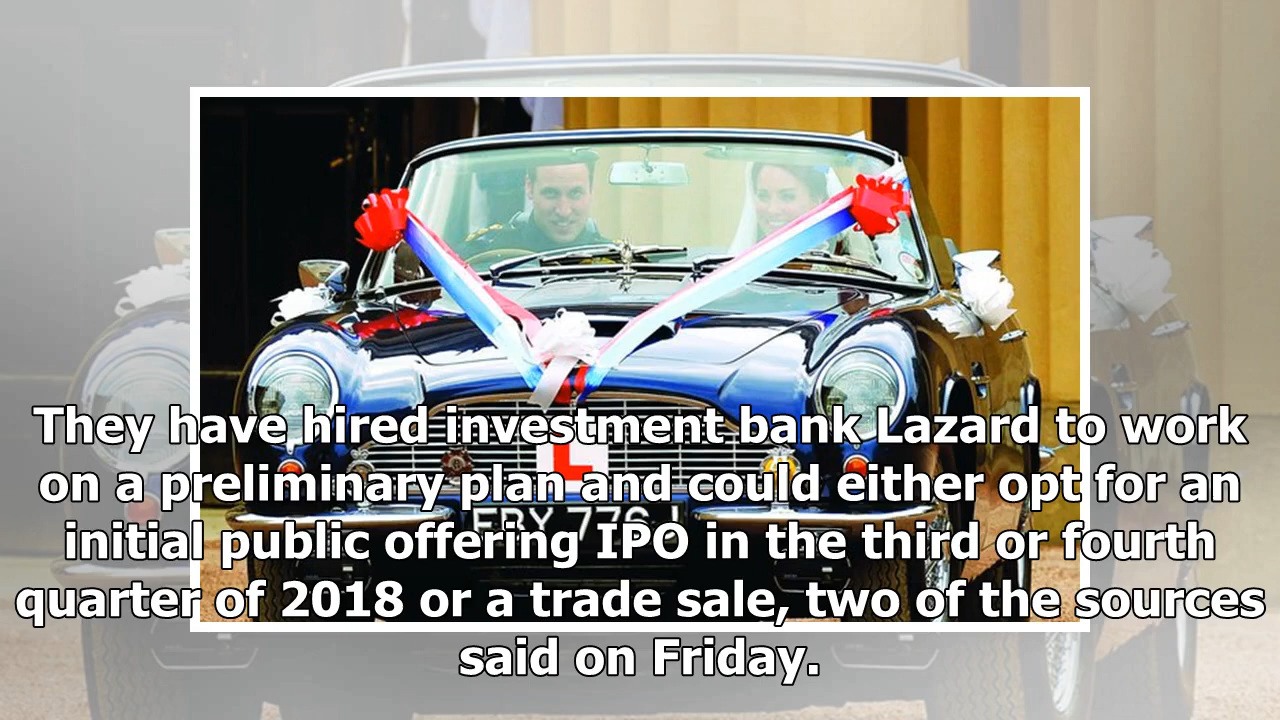 They have hired investment bank Lazard to work
on a preliminary plan and could either opt for an
initial public offering IPO in the third or fourth
quarter of 2018 or a trade sale, two of the sources
said on Friday.
L